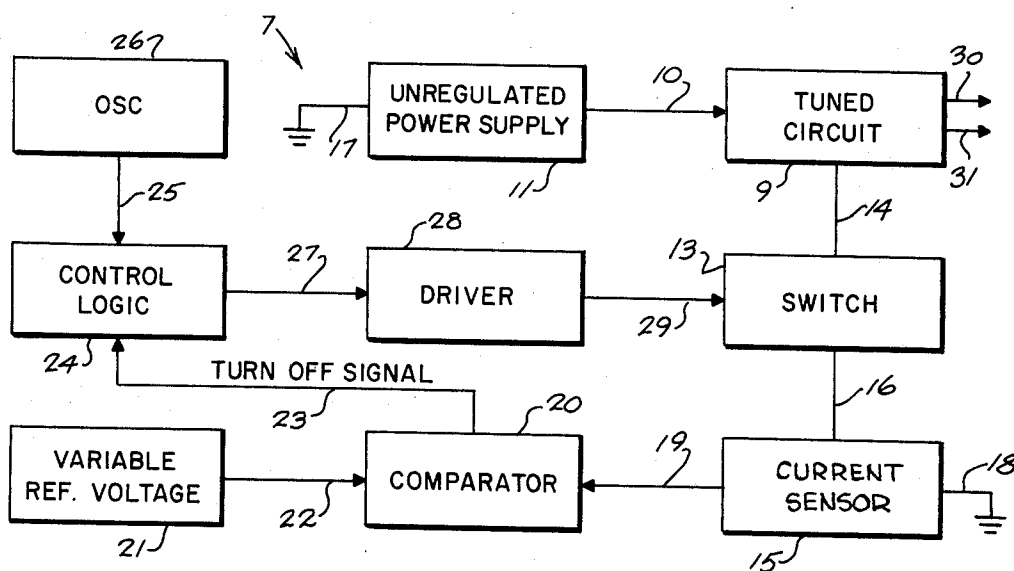 26
7
OSC
UNREGULATED
POWER SUPPLY
10
TUNED
CIRCUIT
30
31
17
11
9
25
14
28
13
CONTROL
LOGIC
27
DRIVER
29
SWITCH
24
TURN OFF SIGNAL
23
20
16
VARIABLE
REF. VOLTAGE
22
COMPARATOR
19
CURRENT
SENSOR
18
21
15